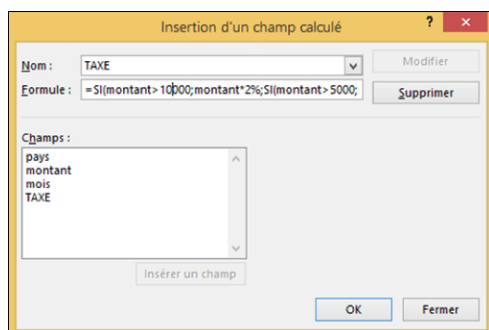 Insertion d'un champ calculé ? ×
Nom : TAXE Modifier
Formule : =SI(montant>10000;montant*2%;SI(montant>5000; Supprimer
Champs :
pays
montant
mois
TAXE
Insérer un champ
OK Fermer